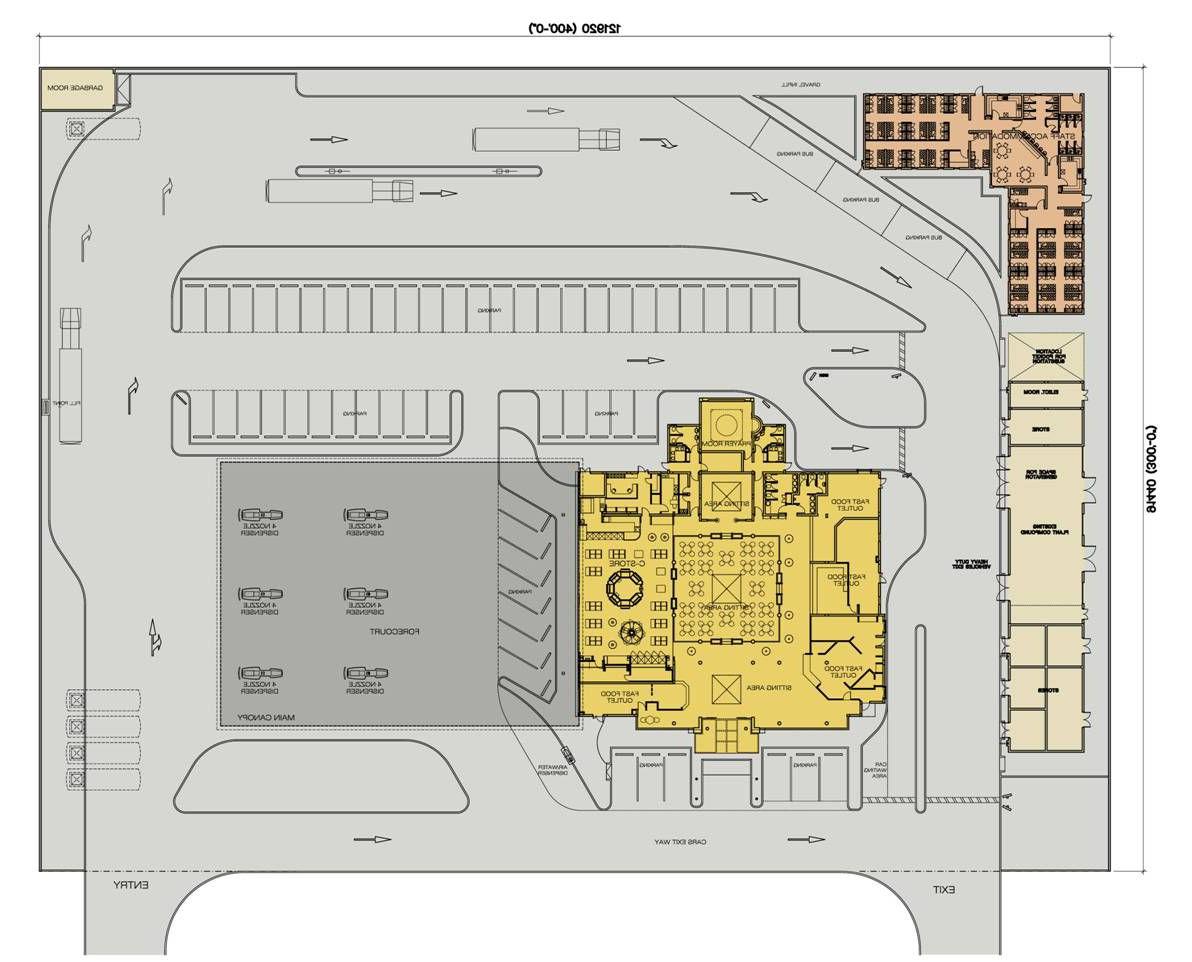 121920 (400'-0")
GARBAGE ROOM
GRAVEL INFILL
STAFF ACCOMMODATION
BUS PARKING
BUS PARKING
BUS PARKING
PARKING
LOCATION
FOR POCKET
SUBSTATION
ELECT. ROOM
FILL POINT
PARKING
PARKING
STORE
PRAYER ROOM
91440 (300'-0")
SPACE FOR
GENERATOR
SITTING AREA
FAST FOOD
OUTLET
4 NOZZLE
DISPENSER
4 NOZZLE
DISPENSER
EXISTING
PLANT COMPOUND
C-STORE
HEAVY DUTY
VEHICLES EXIT
FAST FOOD
OUTLET
PARKING
SITTING AREA
4 NOZZLE
DISPENSER
4 NOZZLE
DISPENSER
FORECOURT
FAST FOOD
OUTLET
4 NOZZLE
DISPENSER
4 NOZZLE
DISPENSER
SITTING AREA
STORES
FAST FOOD
OUTLET
MAIN CANOPY
AIR/WATER
DISPENSER
PARKING
PARKING
CAR
WAITING
AREA
CARS EXIT WAY
ENTRY
EXIT